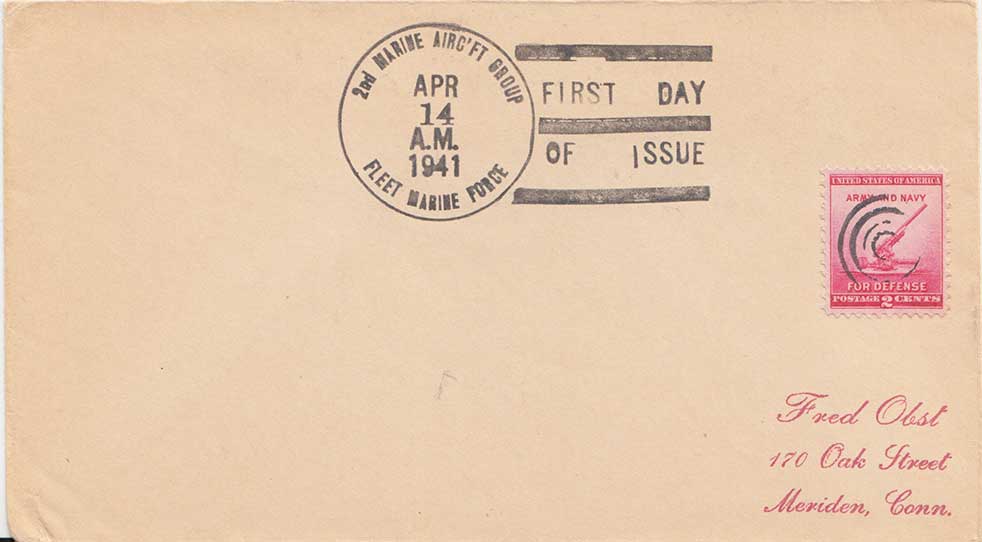 2nd MARINE AIRC'FT GROUP
APR
14
A.M.
1941
FLEET MARINE FORCE
FIRST DAY
OF ISSUE
UNITED STATES OF AMERICA
ARMY AND NAVY
FOR DEFENSE
POSTAGE 2 CENTS
Fred Obst
170 Oak Street
Meriden, Conn.